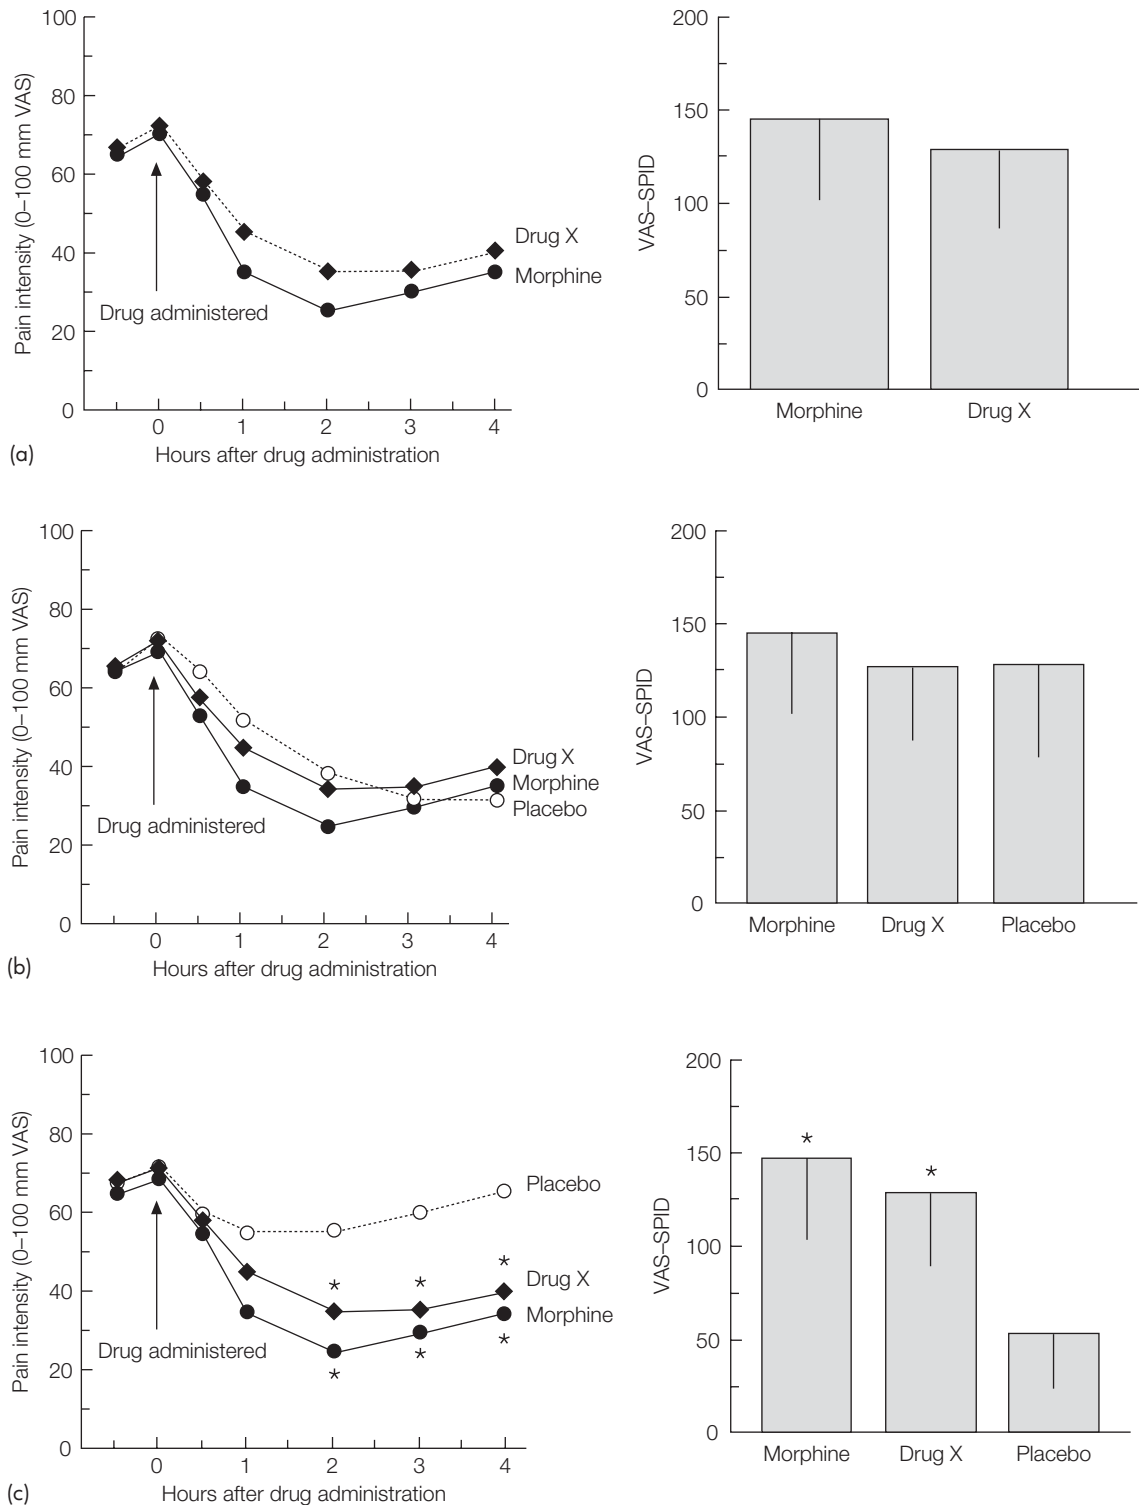 100
80
60
40
20
0
Pain intensity (0–100 mm VAS)
Drug X
Morphine
Drug administered
0 1 2 3 4
Hours after drug administration
(a)
200
150
100
50
0
VAS–SPID
Morphine Drug X
100
80
60
40
20
0
Pain intensity (0–100 mm VAS)
Drug X
Morphine
Placebo
Drug administered
0 1 2 3 4
Hours after drug administration
(b)
200
150
100
50
0
VAS–SPID
Morphine Drug X Placebo
100
80
60
40
20
0
Pain intensity (0–100 mm VAS)
Placebo
* * *
Drug X
Morphine
* * *
Drug administered
0 1 2 3 4
Hours after drug administration
(c)
200
150
100
50
0
VAS–SPID
* *
Morphine Drug X Placebo